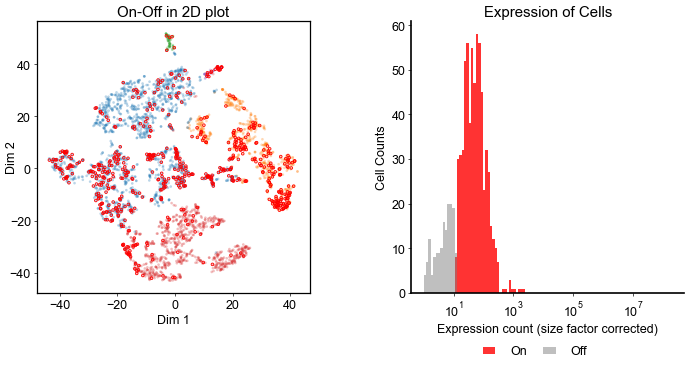 On-Off in 2D plot
Dim 2
40
20
0
−20
−40
−40 −20 0 20 40
Dim 1
Expression of Cells
Cell Counts
60
50
40
30
20
10
0
10^1 10^3 10^5 10^7
Expression count (size factor corrected)
On Off